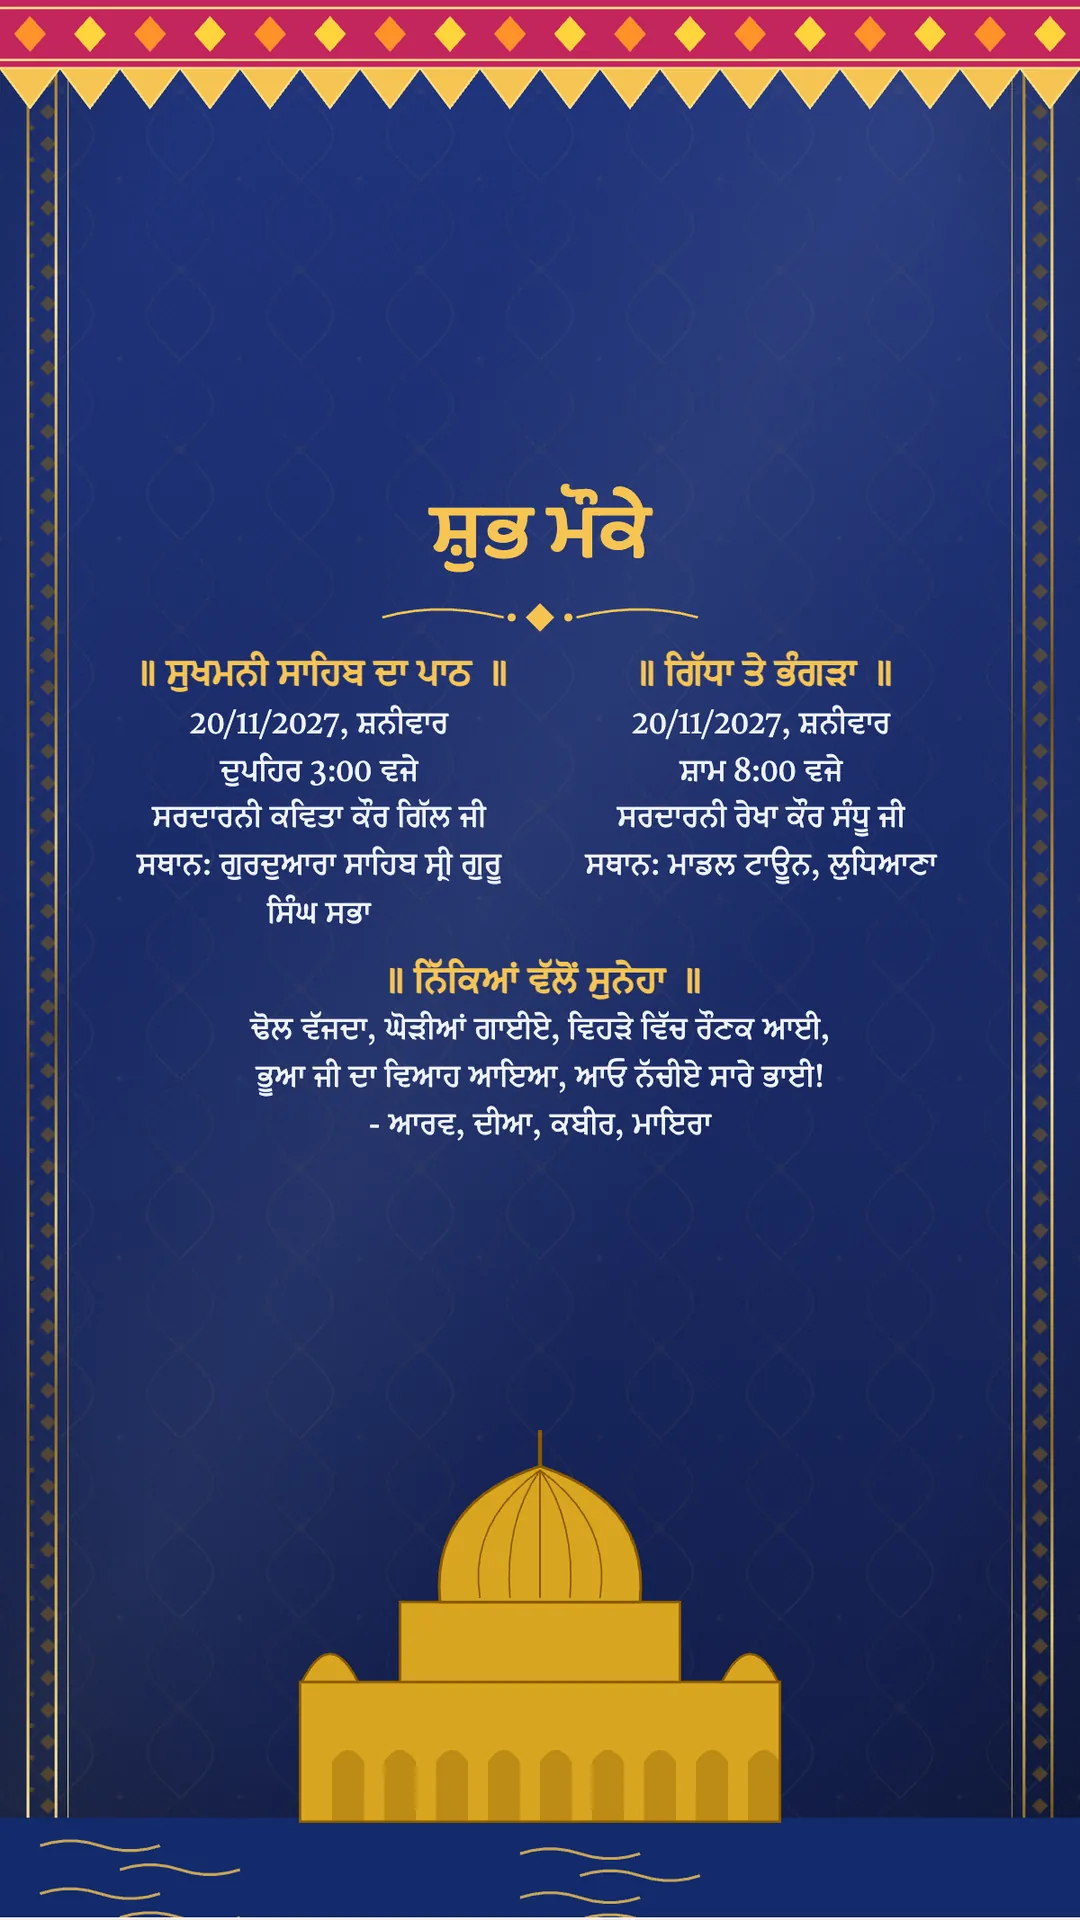 ਸ਼ੁਭ ਮੌਕੇ
॥ ਸੁਖਮਨੀ ਸਾਹਿਬ ਦਾ ਪਾਠ ॥
20/11/2027, ਸ਼ਨੀਵਾਰ
ਦੁਪਹਿਰ 3:00 ਵਜੇ
ਸਰਦਾਰਨੀ ਕਵਿਤਾ ਕੌਰ ਗਿੱਲ ਜੀ
ਸਥਾਨ: ਗੁਰਦੁਆਰਾ ਸਾਹਿਬ ਸ੍ਰੀ ਗੁਰੂ
ਸਿੰਘ ਸਭਾ
॥ ਗਿੱਧਾ ਤੇ ਭੰਗੜਾ ॥
20/11/2027, ਸ਼ਨੀਵਾਰ
ਸ਼ਾਮ 8:00 ਵਜੇ
ਸਰਦਾਰਨੀ ਰੇਖਾ ਕੌਰ ਸੰਧੂ ਜੀ
ਸਥਾਨ: ਮਾਡਲ ਟਾਊਨ, ਲੁਧਿਆਣਾ
॥ ਨਿੱਕਿਆਂ ਵੱਲੋਂ ਸੁਨੇਹਾ ॥
ਢੋਲ ਵੱਜਦਾ, ਘੋੜੀਆਂ ਗਾਈਏ, ਵਿਹੜੇ ਵਿੱਚ ਰੌਣਕ ਆਈ,
ਭੂਆ ਜੀ ਦਾ ਵਿਆਹ ਆਇਆ, ਆਓ ਨੱਚੀਏ ਸਾਰੇ ਭਾਈ!
- ਆਰਵ, ਦੀਆ, ਕਬੀਰ, ਮਾਇਰਾ